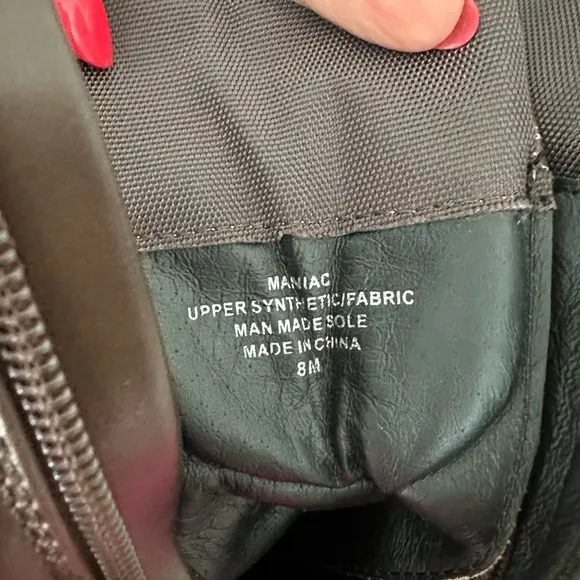 MANIAC
UPPER SYNTHETIC/FABRIC
MAN MADE SOLE
MADE IN CHINA
8M